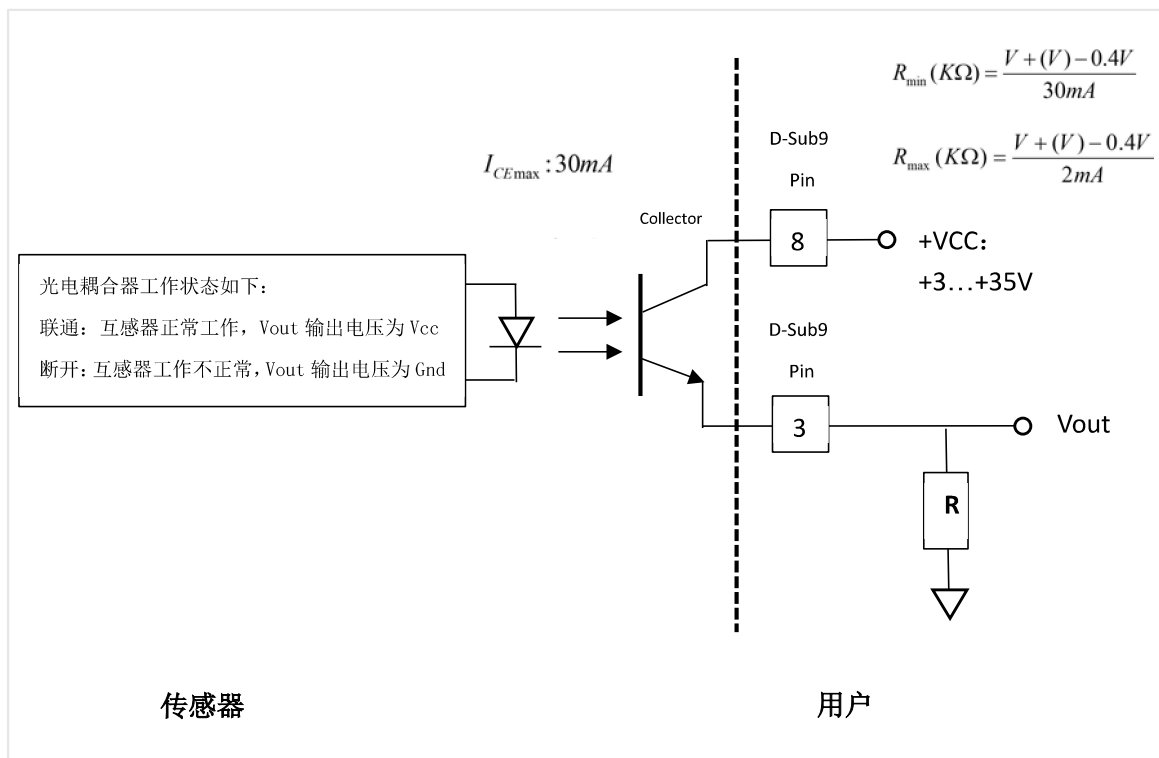 R_min (KΩ) = (V + (V) − 0.4V) / 30mA
D-Sub9
Pin
I_CEmax : 30mA
R_max (KΩ) = (V + (V) − 0.4V) / 2mA
Collector
8
+VCC：
+3…+35V
光电耦合器工作状态如下：
联通：互感器正常工作，Vout 输出电压为 Vcc
断开：互感器工作不正常，Vout 输出电压为 Gnd
D-Sub9
Pin
3
Vout
R
传感器
用户